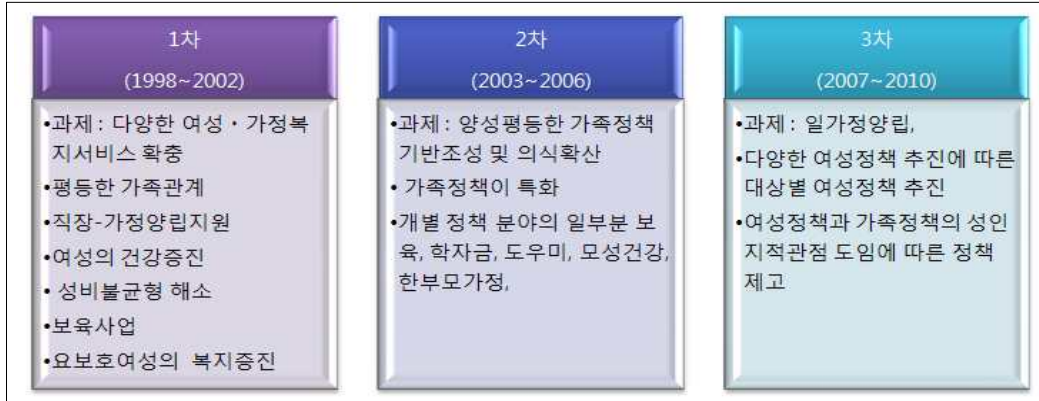 1차
(1998~2002)
•과제 : 다양한 여성・가정복
지서비스 확충
•평등한 가족관계
•직장-가정양립지원
•여성의 건강증진
• 성비불균형 해소
•보육사업
•요보호여성의 복지증진
2차
(2003~2006)
•과제 : 양성평등한 가족정책
기반조성 및 의식확산
• 가족정책이 특화
•개별 정책 분야의 일부분 보
육, 학자금, 도우미, 모성건강,
한부모가정,
3차
(2007~2010)
•과제 : 일가정양립,
•다양한 여성정책 추진에 따른
대상별 여성정책 추진
•여성정책과 가족정책의 성인
지적관점 도임에 따른 정책
제고